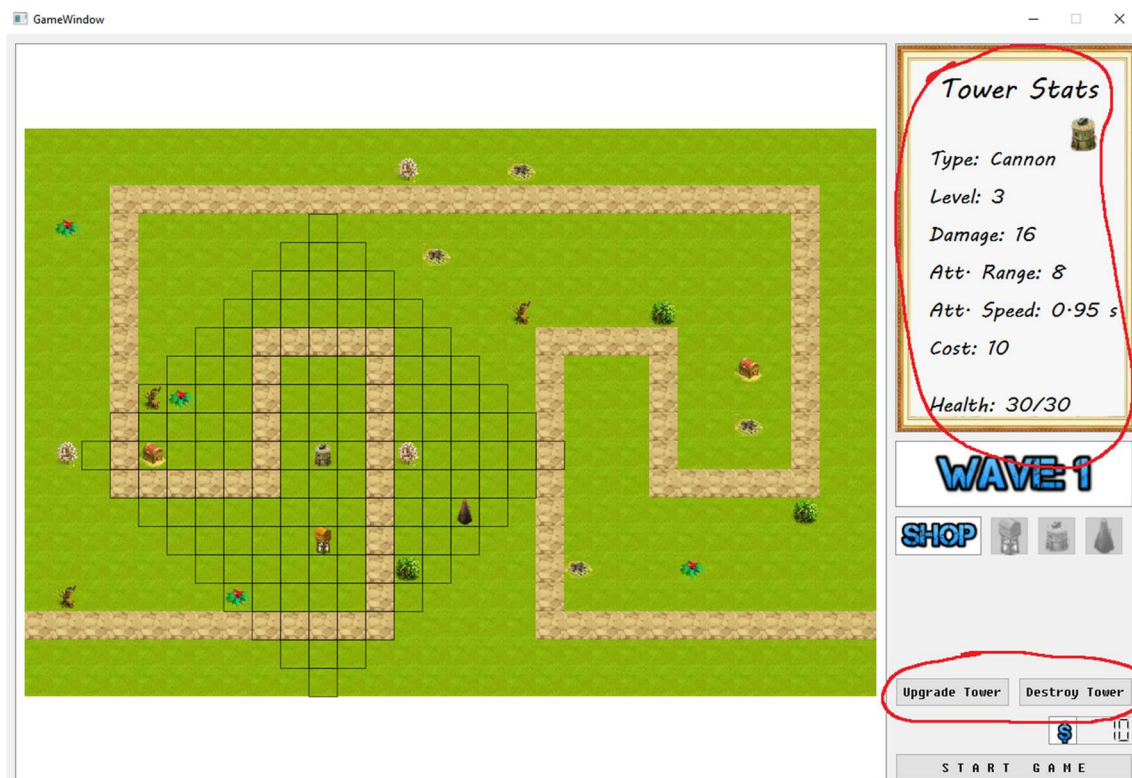 GameWindow
Tower Stats
Type: Cannon
Level: 3
Damage: 16
Att. Range: 8
Att. Speed: 0.95 s
Cost: 10
Health: 30/30
WAVE 1
SHOP
Upgrade Tower Destroy Tower
$ 10
START GAME